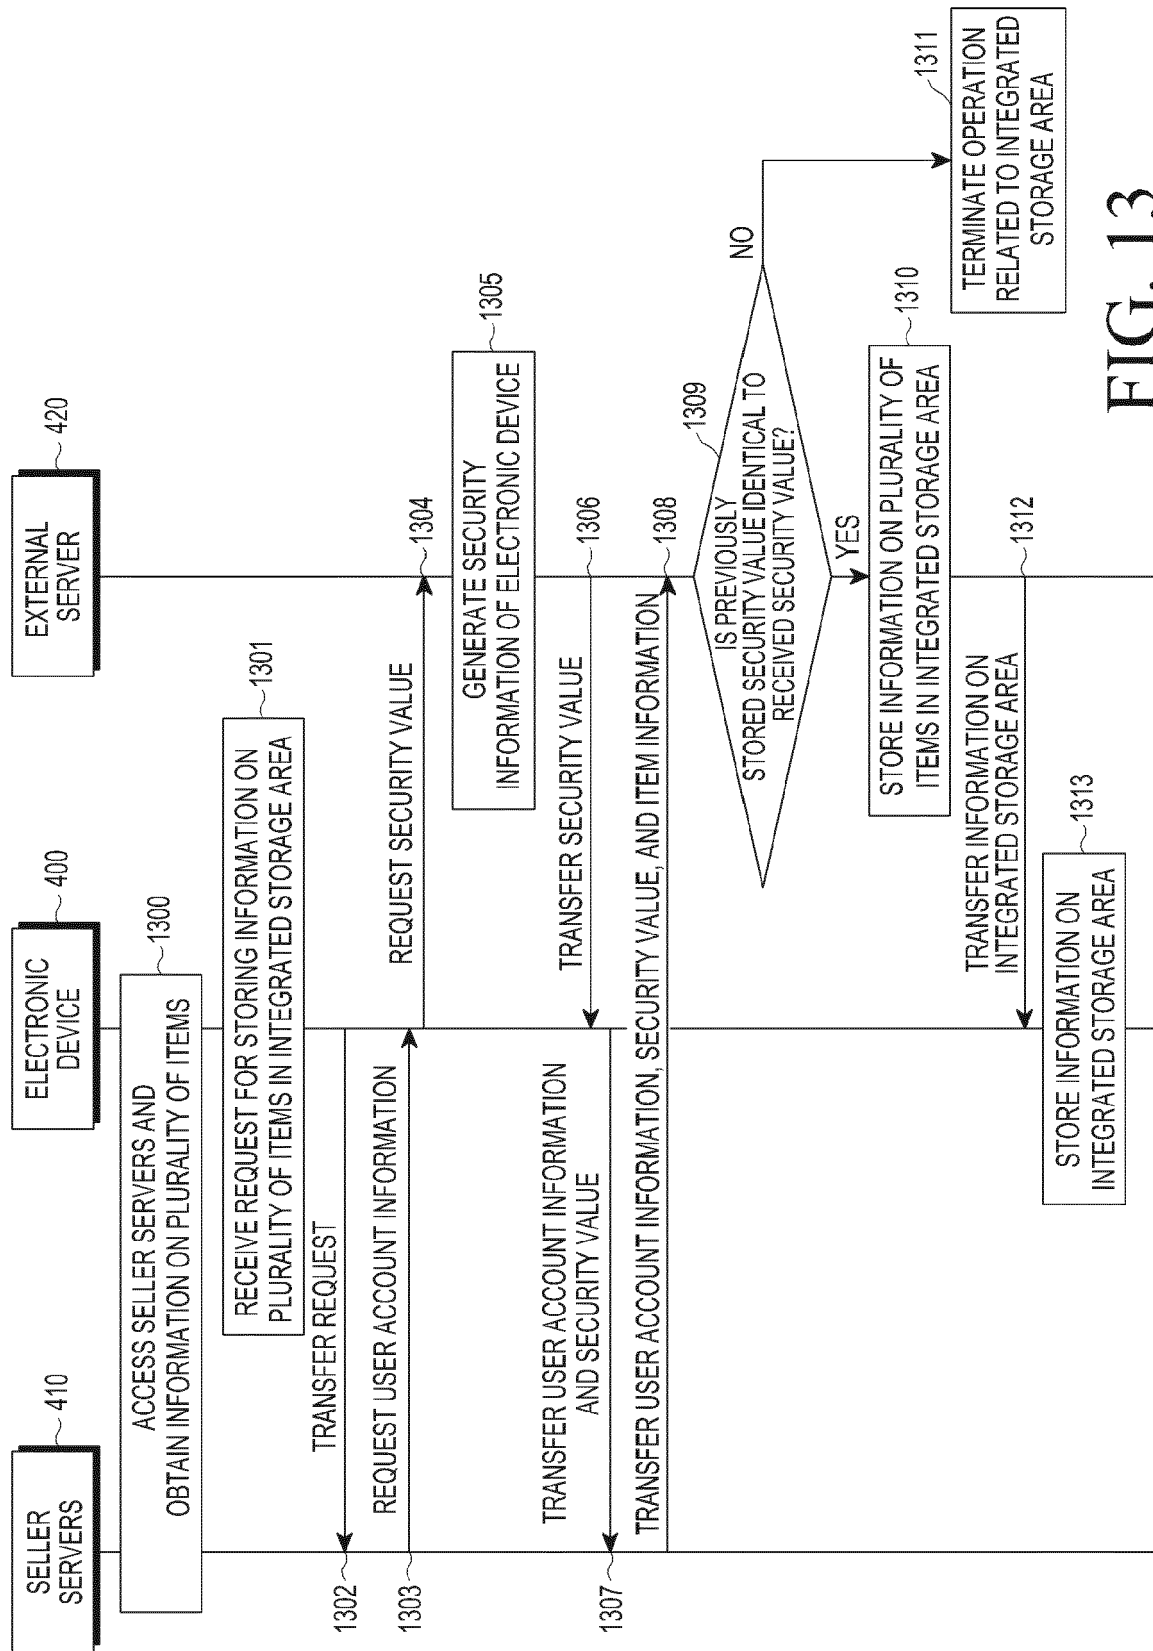 SELLER
SERVERS
410
ELECTRONIC
DEVICE
400
EXTERNAL
SERVER
420
ACCESS SELLER SERVERS AND
OBTAIN INFORMATION ON PLURALITY OF ITEMS
1300
RECEIVE REQUEST FOR STORING INFORMATION ON
PLURALITY OF ITEMS IN INTEGRATED STORAGE AREA
1301
TRANSFER REQUEST
1302
REQUEST USER ACCOUNT INFORMATION
1303
REQUEST SECURITY VALUE
1304
GENERATE SECURITY
INFORMATION OF ELECTRONIC DEVICE
1305
TRANSFER SECURITY VALUE
1306
TRANSFER USER ACCOUNT INFORMATION
AND SECURITY VALUE
1307
TRANSFER USER ACCOUNT INFORMATION, SECURITY VALUE, AND ITEM INFORMATION
1308
IS PREVIOUSLY
STORED SECURITY VALUE IDENTICAL TO
RECEIVED SECURITY VALUE?
1309
NO
YES
STORE INFORMATION ON PLURALITY OF
ITEMS IN INTEGRATED STORAGE AREA
1310
TERMINATE OPERATION
RELATED TO INTEGRATED
STORAGE AREA
1311
TRANSFER INFORMATION ON
INTEGRATED STORAGE AREA
1312
STORE INFORMATION ON
INTEGRATED STORAGE AREA
1313
FIG. 13